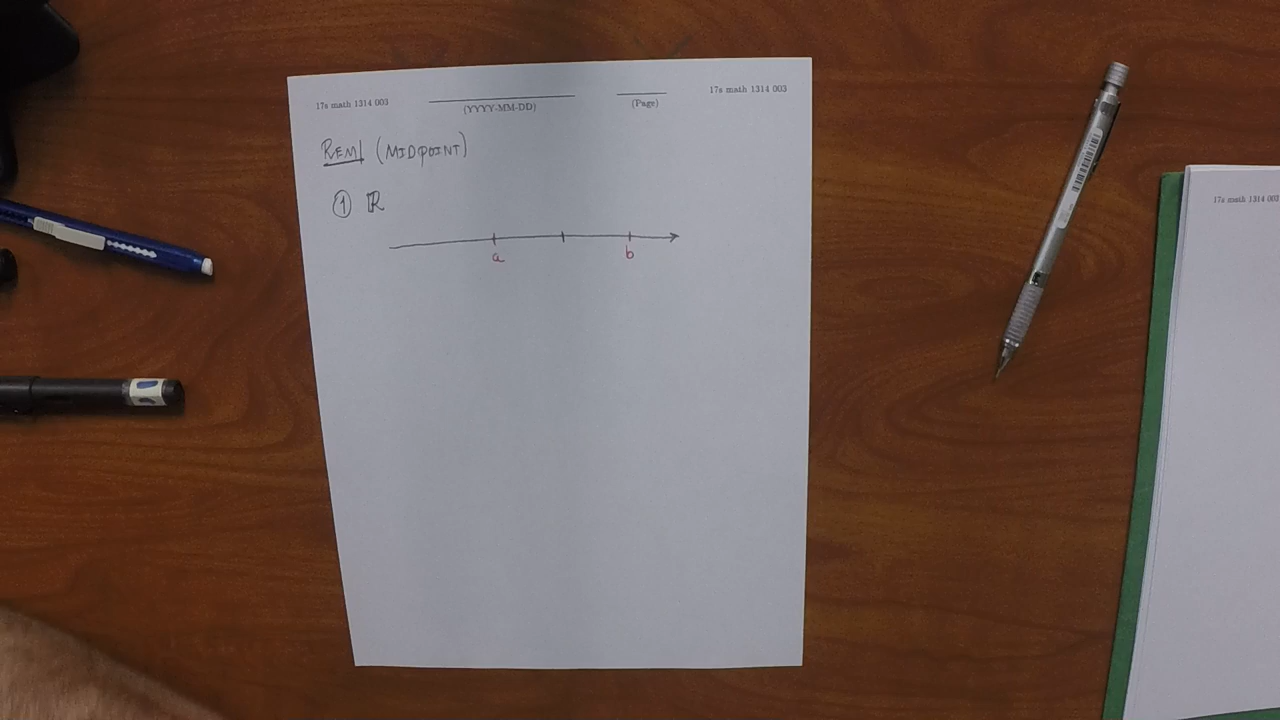 17s math 1314 003 (YYYY-MM-DD) (Page) 17s math 1314 003
REM (MIDPOINT)
① ℝ
a b
17s math 1314 003